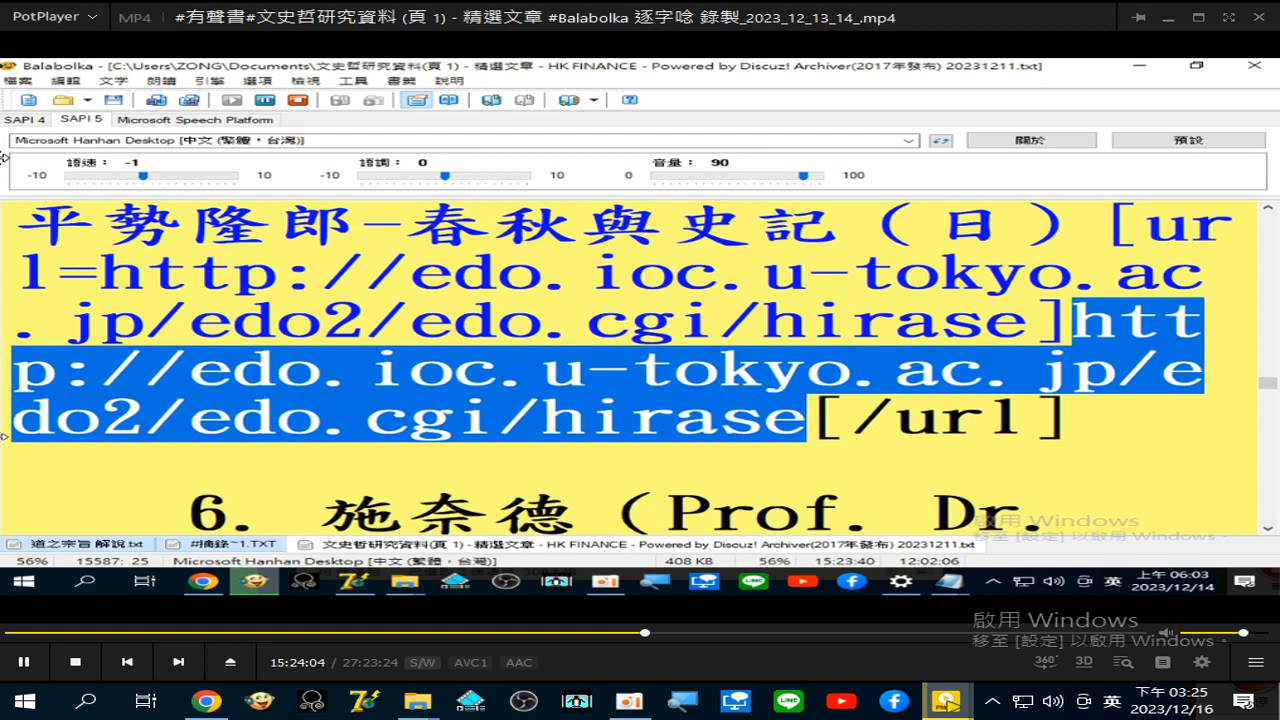 PotPlayer MP4 #有聲書#文史哲研究資料 (頁 1) - 精選文章 #Balabolka 逐字唸 錄製_2023_12_13_14_.mp4
Balabolka - [C:\Users\ZONG\Documents\文史哲研究資料(頁 1) - 精選文章 - HK FINANCE - Powered by Discuz! Archiver(2017年發布) 20231211.txt]
檔案 編輯 文字 朗讀 引擎 選項 檢視 工具 書籤 說明
SAPI 4 SAPI 5 Microsoft Speech Platform
Microsoft Hanhan Desktop [中文 (繁體，台灣)] 關於 預設
語速： -1 語調： 0 音量： 90
-10 10 -10 10 0 100
平勢隆郎-春秋與史記（日）[ur
l=http://edo.ioc.u-tokyo.ac
.jp/edo2/edo.cgi/hirase]htt
p://edo.ioc.u-tokyo.ac.jp/e
do2/edo.cgi/hirase[/url]
6. 施奈德（Prof. Dr.
啟用 Windows
移至 [設定] 以啟用 Windows。
道之宗旨 解說.txt #摘錄~1.TXT 文史哲研究資料(頁 1) - 精選文章 - HK FINANCE - Powered by Discuz! Archiver(2017年發布) 20231211.txt
56% 15587: 25 Microsoft Hanhan Desktop [中文 (繁體，台灣)] 408 KB 56% 15:23:40 12:02:06
英 上午 06:03
2023/12/14
啟用 Windows
移至 [設定] 以啟用 Windows。
15:24:04 / 27:23:24 S/W AVC1 AAC 360° 3D
英 下午 03:25
2023/12/16